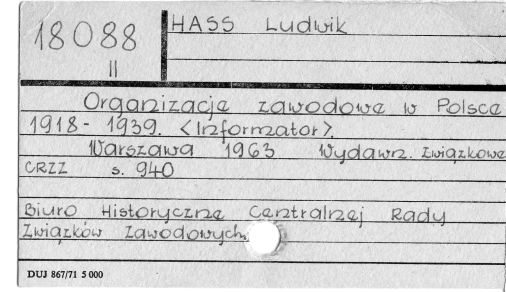 18088
II
HASS Ludwik
Organizacje zawodowe w Polsce
1918 - 1939. <Informator>.
Warszawa 1963 Wydawn. Związkowe
CRZZ s. 940
Biuro Historyczne Centralnej Rady
Związków Zawodowych
DUJ 867/71 5 000